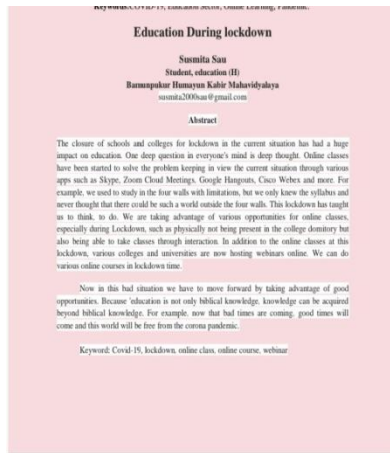 Keywords:COVID-19, Education Sector, Online Learning, Pandemic.
Education During lockdown
Susmita Sau
Student, education (H)
Bamunpukur Humayun Kabir Mahavidyalaya
susmita2000sau@gmail.com
Abstract
The closure of schools and colleges for lockdown in the current situation has had a huge
impact on education. One deep question in everyone's mind is deep thought. Online classes
have been started to solve the problem keeping in view the current situation through various
apps such as Skype, Zoom Cloud Meetings, Google Hangouts, Cisco Webex and more. For
example, we used to study in the four walls with limitations, but we only knew the syllabus and
never thought that there could be such a world outside the four walls. This lockdown has taught
us to think, to do. We are taking advantage of various opportunities for online classes,
especially during Lockdown, such as physically not being present in the college domitory but
also being able to take classes through interaction. In addition to the online classes at this
lockdown, various colleges and universities are now hosting webinars online. We can do
various online courses in lockdown time.
Now in this bad situation we have to move forward by taking advantage of good
opportunities. Because 'education is not only biblical knowledge, knowledge can be acquired
beyond biblical knowledge. For example, now that bad times are coming, good times will
come and this world will be free from the corona pandemic.
Keyword: Covid-19, lockdown, online class, online course, webinar